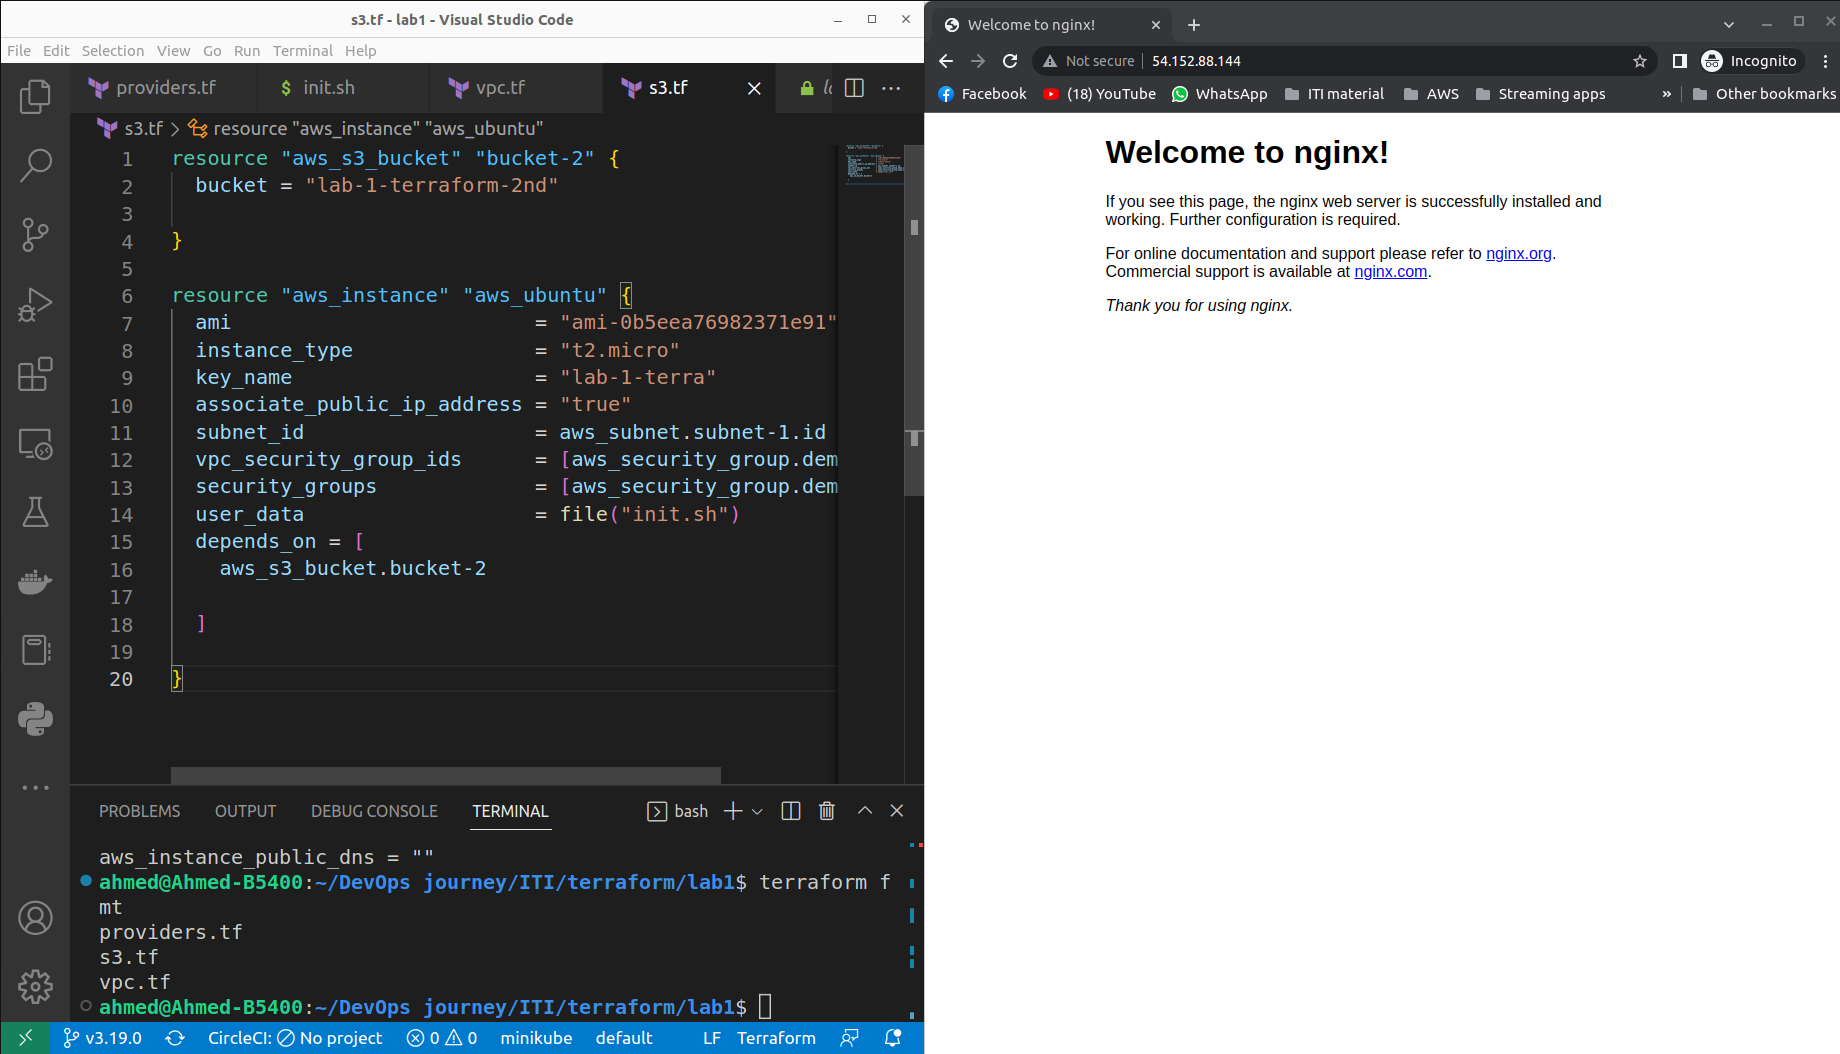 s3.tf - lab1 - Visual Studio Code
File Edit Selection View Go Run Terminal Help
providers.tf
init.sh
vpc.tf
s3.tf
s3.tf > resource "aws_instance" "aws_ubuntu"
1 resource "aws_s3_bucket" "bucket-2" {
2 bucket = "lab-1-terraform-2nd"
3
4 }
5
6 resource "aws_instance" "aws_ubuntu" {
7 ami = "ami-0b5eea76982371e91"
8 instance_type = "t2.micro"
9 key_name = "lab-1-terra"
10 associate_public_ip_address = "true"
11 subnet_id = aws_subnet.subnet-1.id
12 vpc_security_group_ids = [aws_security_group.dem
13 security_groups = [aws_security_group.dem
14 user_data = file("init.sh")
15 depends_on = [
16 aws_s3_bucket.bucket-2
17
18 ]
19
20 }
PROBLEMS OUTPUT DEBUG CONSOLE TERMINAL bash
aws_instance_public_dns = ""
ahmed@Ahmed-B5400:~/DevOps journey/ITI/terraform/lab1$ terraform f
mt
providers.tf
s3.tf
vpc.tf
ahmed@Ahmed-B5400:~/DevOps journey/ITI/terraform/lab1$
v3.19.0 CircleCI: No project 0 0 minikube default LF Terraform
Welcome to nginx!
Not secure 54.152.88.144 Incognito
Facebook (18) YouTube WhatsApp ITI material AWS Streaming apps » Other bookmarks
Welcome to nginx!
If you see this page, the nginx web server is successfully installed and
working. Further configuration is required.
For online documentation and support please refer to nginx.org.
Commercial support is available at nginx.com.
Thank you for using nginx.